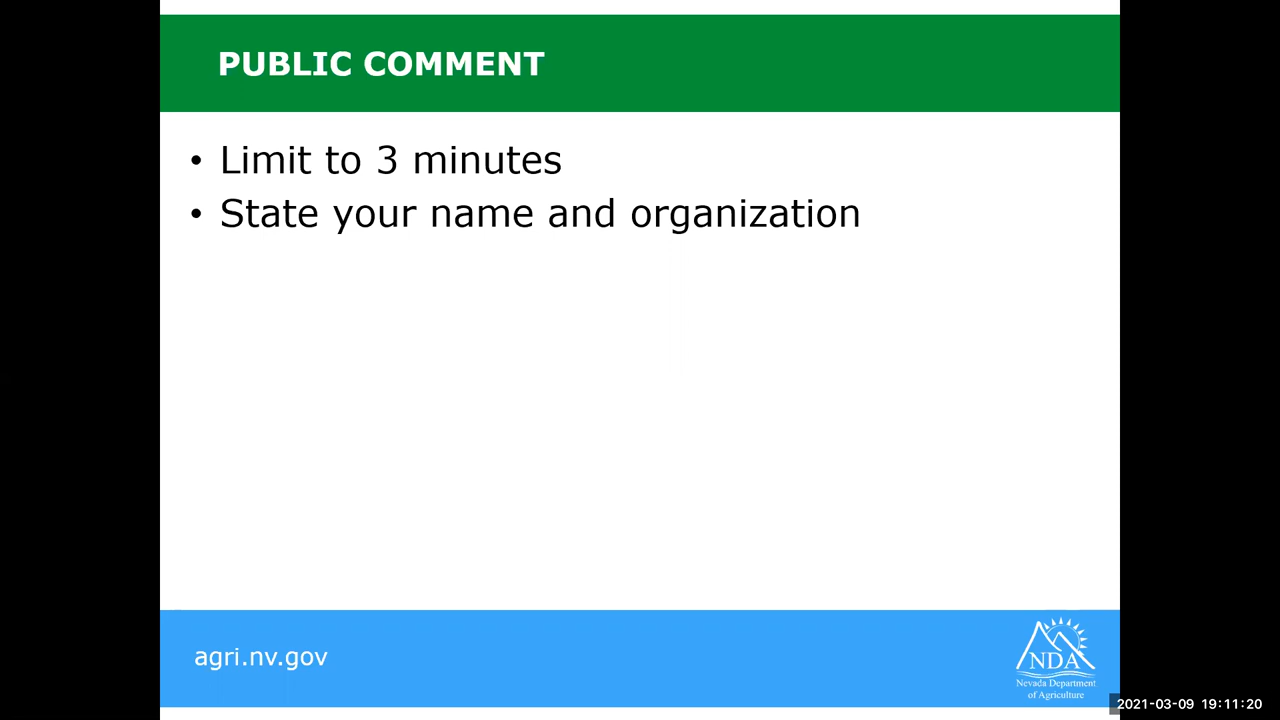 PUBLIC COMMENT
• Limit to 3 minutes
• State your name and organization
agri.nv.gov
NDA
Nevada Department
of Agriculture
2021-03-09 19:11:20